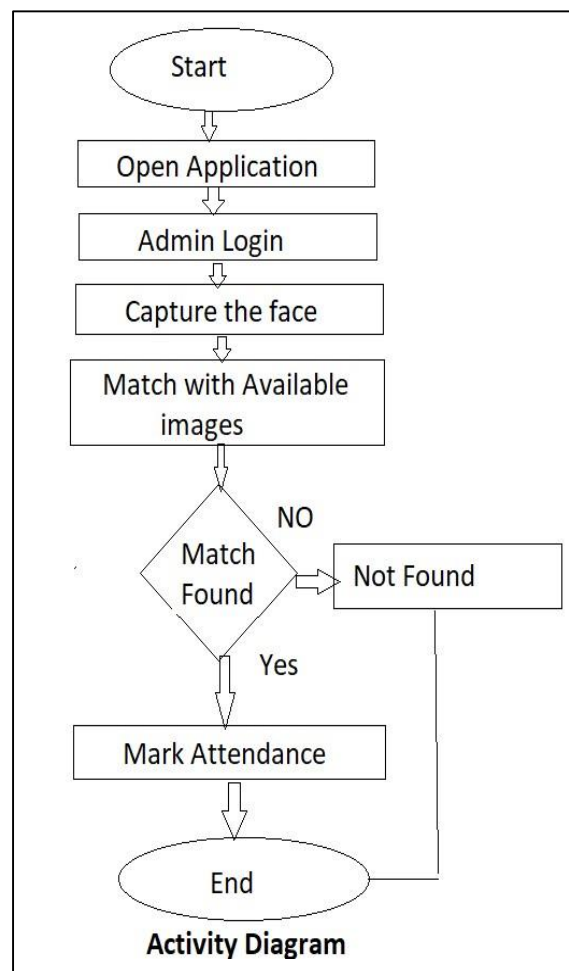 Start
Open Application
Admin Login
Capture the face
Match with Available
images
NO
Match
Found
Not Found
Yes
Mark Attendance
End
Activity Diagram